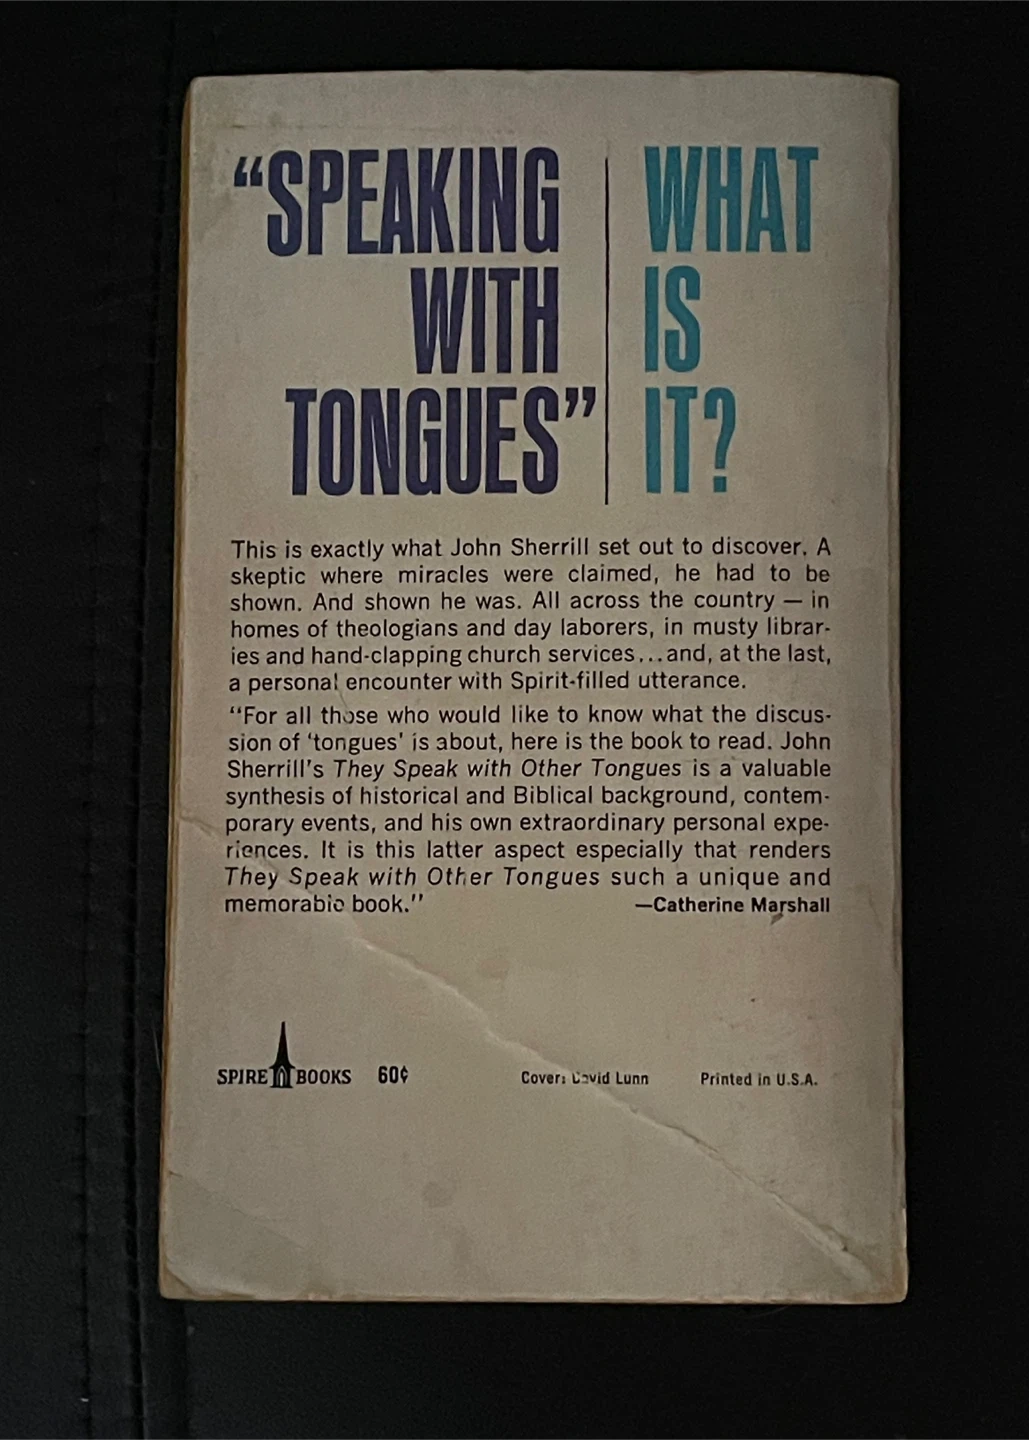 “SPEAKING
WITH
TONGUES”
WHAT
IS
IT?
This is exactly what John Sherrill set out to discover. A
skeptic where miracles were claimed, he had to be
shown. And shown he was. All across the country — in
homes of theologians and day laborers, in musty librar-
ies and hand-clapping church services...and, at the last,
a personal encounter with Spirit-filled utterance.
“For all those who would like to know what the discus-
sion of ‘tongues’ is about, here is the book to read. John
Sherrill's They Speak with Other Tongues is a valuable
synthesis of historical and Biblical background, contem-
porary events, and his own extraordinary personal expe-
riences. It is this latter aspect especially that renders
They Speak with Other Tongues such a unique and
memorable book.”
—Catherine Marshall
SPIRE BOOKS 60¢
Cover: David Lunn
Printed in U.S.A.